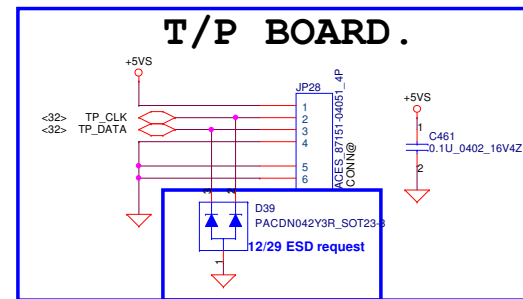 T/P BOARD.
+5VS
JP28
+5VS
<32> TP_CLK
<32> TP_DATA
1
2
3
4
5
6
ACES_87151-04051_4P
CONN@
1
C461
0.1U_0402_16V4Z
2
3
2
D39
PACDN042Y3R_SOT23-3
1
12/29 ESD request